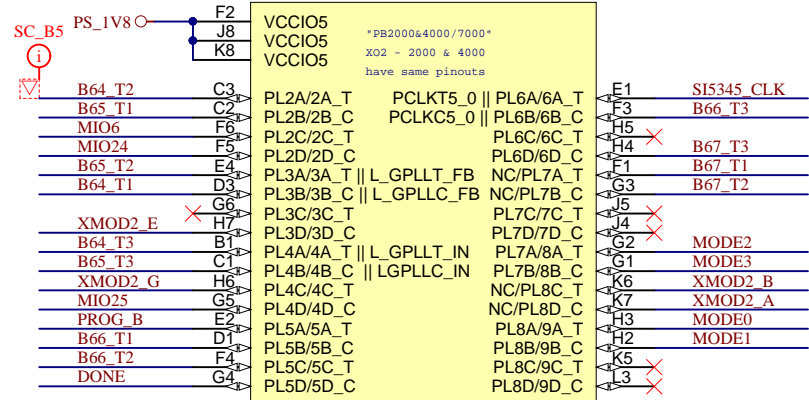 PS_1V8 F2 VCCIO5
J8 VCCIO5
K8 VCCIO5
"PB2000&4000/7000"
XO2 - 2000 & 4000
have same pinouts
SC_B5
i
B64_T2 C3 PL2A/2A_T PCLKT5_0 || PL6A/6A_T E1 SI5345_CLK
B65_T1 C2 PL2B/2B_C PCLKC5_0 || PL6B/6B_C F3 B66_T3
MIO6 F6 PL2C/2C_T PL6C/6C_T H5
MIO24 F5 PL2D/2D_C PL6D/6D_C H4 B67_T3
B65_T2 E4 PL3A/3A_T || L_GPLLT_FB NC/PL7A_T F1 B67_T1
B64_T1 D3 PL3B/3B_C || L_GPLLC_FB NC/PL7B_C G3 B67_T2
G6 PL3C/3C_T PL7C/7C_T J5
XMOD2_E H7 PL3D/3D_C PL7D/7D_C J4
B64_T3 B1 PL4A/4A_T || L_GPLLT_IN PL7A/8A_T G2 MODE2
B65_T3 C1 PL4B/4B_C || LGPLLC_IN PL7B/8B_C G1 MODE3
XMOD2_G H6 PL4C/4C_T NC/PL8C_T K6 XMOD2_B
MIO25 G5 PL4D/4D_C NC/PL8D_C K7 XMOD2_A
PROG_B E2 PL5A/5A_T PL8A/9A_T H3 MODE0
B66_T1 D1 PL5B/5B_C PL8B/9B_C H2 MODE1
B66_T2 F4 PL5C/5C_T PL8C/9C_T K5
DONE G4 PL5D/5D_C PL8D/9D_C L3